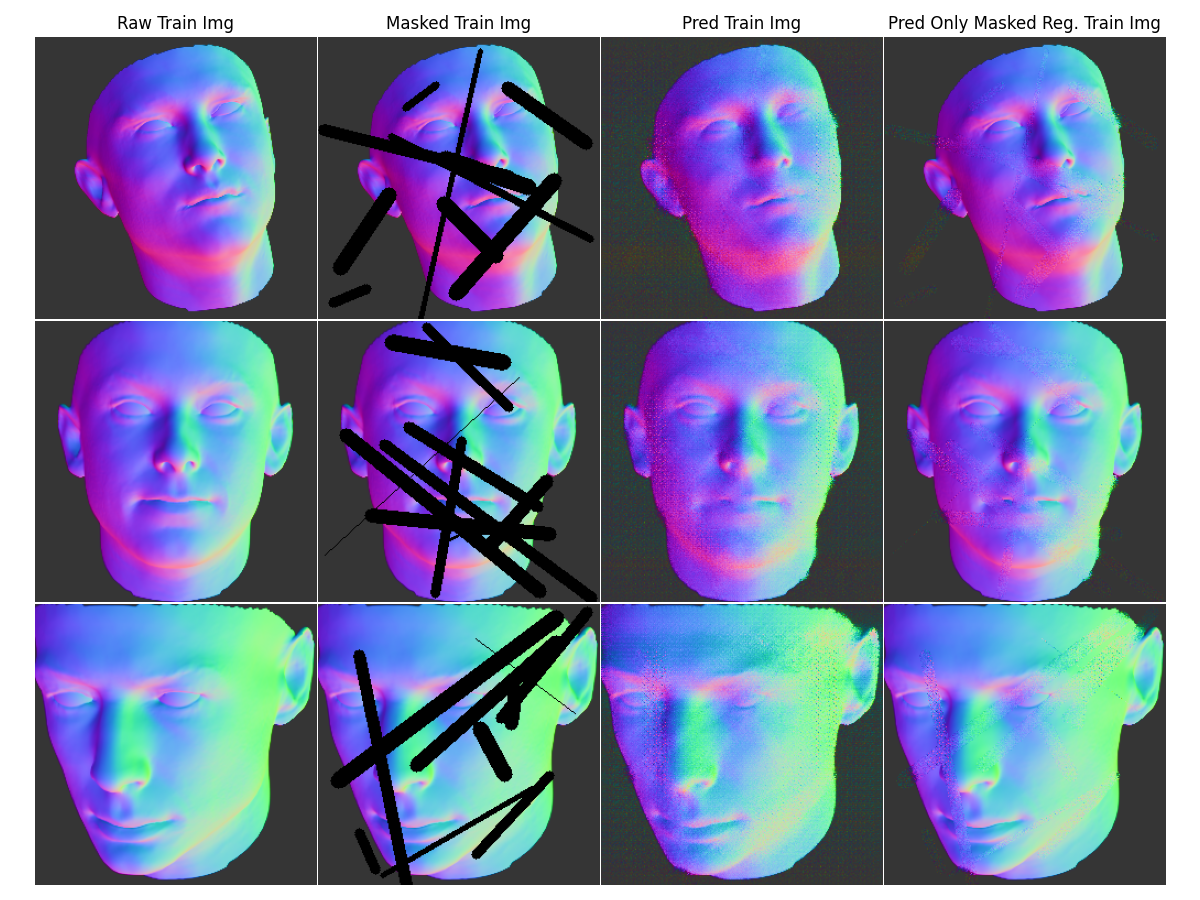 Raw Train Img
Masked Train Img
Pred Train Img
Pred Only Masked Reg. Train Img